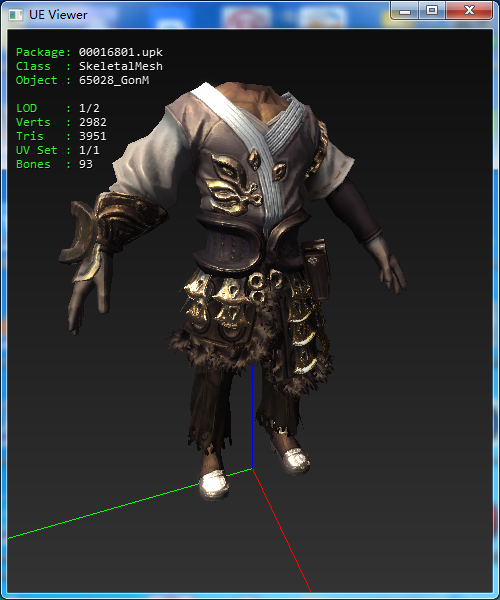 UE Viewer
Package: 00016801.upk
Class : SkeletalMesh
Object : 65028_GonM
LOD : 1/2
Verts : 2982
Tris : 3951
UV Set : 1/1
Bones : 93